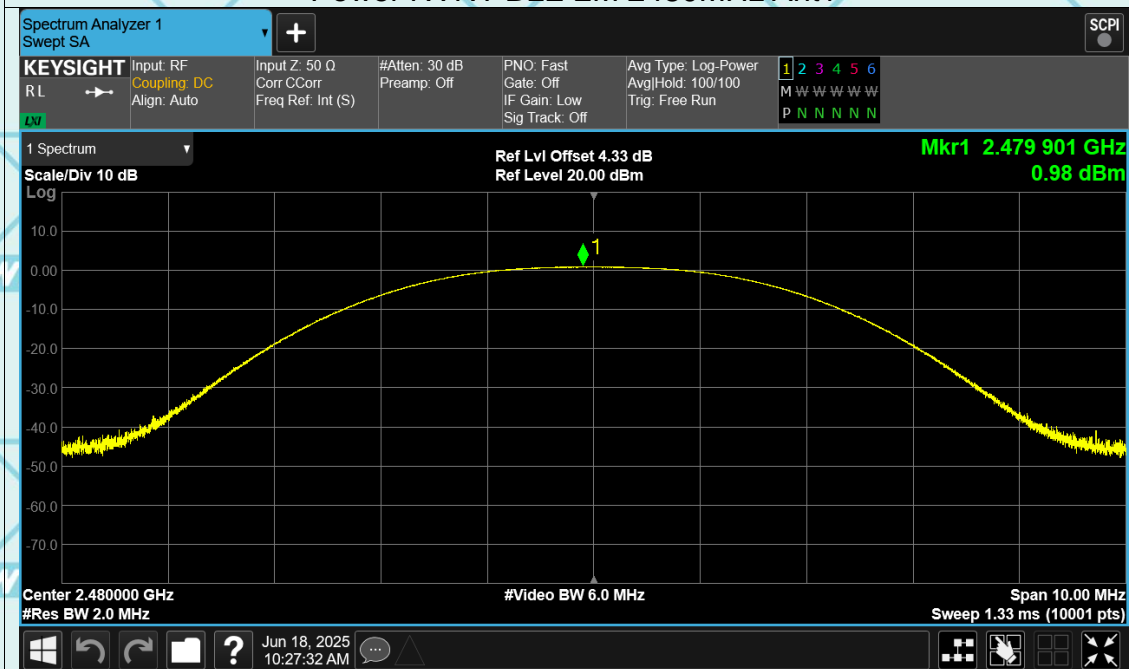 Spectrum Analyzer 1
Swept SA
+
SCPI
KEYSIGHT
RL
LXI
Input: RF
Coupling: DC
Align: Auto
Input Z: 50 Ω
Corr CCorr
Freq Ref: Int (S)
#Atten: 30 dB
Preamp: Off
PNO: Fast
Gate: Off
IF Gain: Low
Sig Track: Off
Avg Type: Log-Power
Avg|Hold: 100/100
Trig: Free Run
1 2 3 4 5 6
M W W W W W
P N N N N N
1 Spectrum
Scale/Div 10 dB
Log
Ref Lvl Offset 4.33 dB
Ref Level 20.00 dBm
Mkr1 2.479 901 GHz
0.98 dBm
10.0
0.00
-10.0
-20.0
-30.0
-40.0
-50.0
-60.0
-70.0
1
Center 2.480000 GHz
#Res BW 2.0 MHz
#Video BW 6.0 MHz
Span 10.00 MHz
Sweep 1.33 ms (10001 pts)
?
Jun 18, 2025
10:27:32 AM